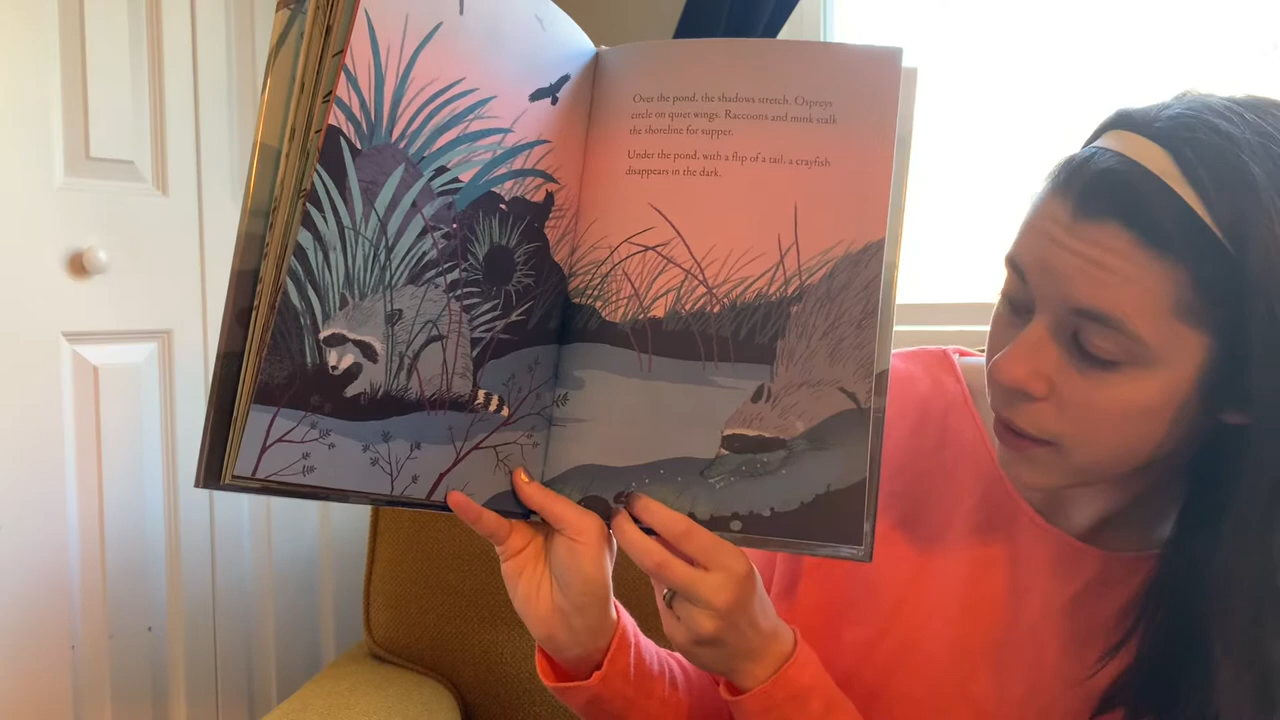 Over the pond, the shadows stretch. Ospreys
circle on quiet wings. Raccoons and mink stalk
the shoreline for supper.
Under the pond, with a flip of a tail, a crayfish
disappears in the dark.